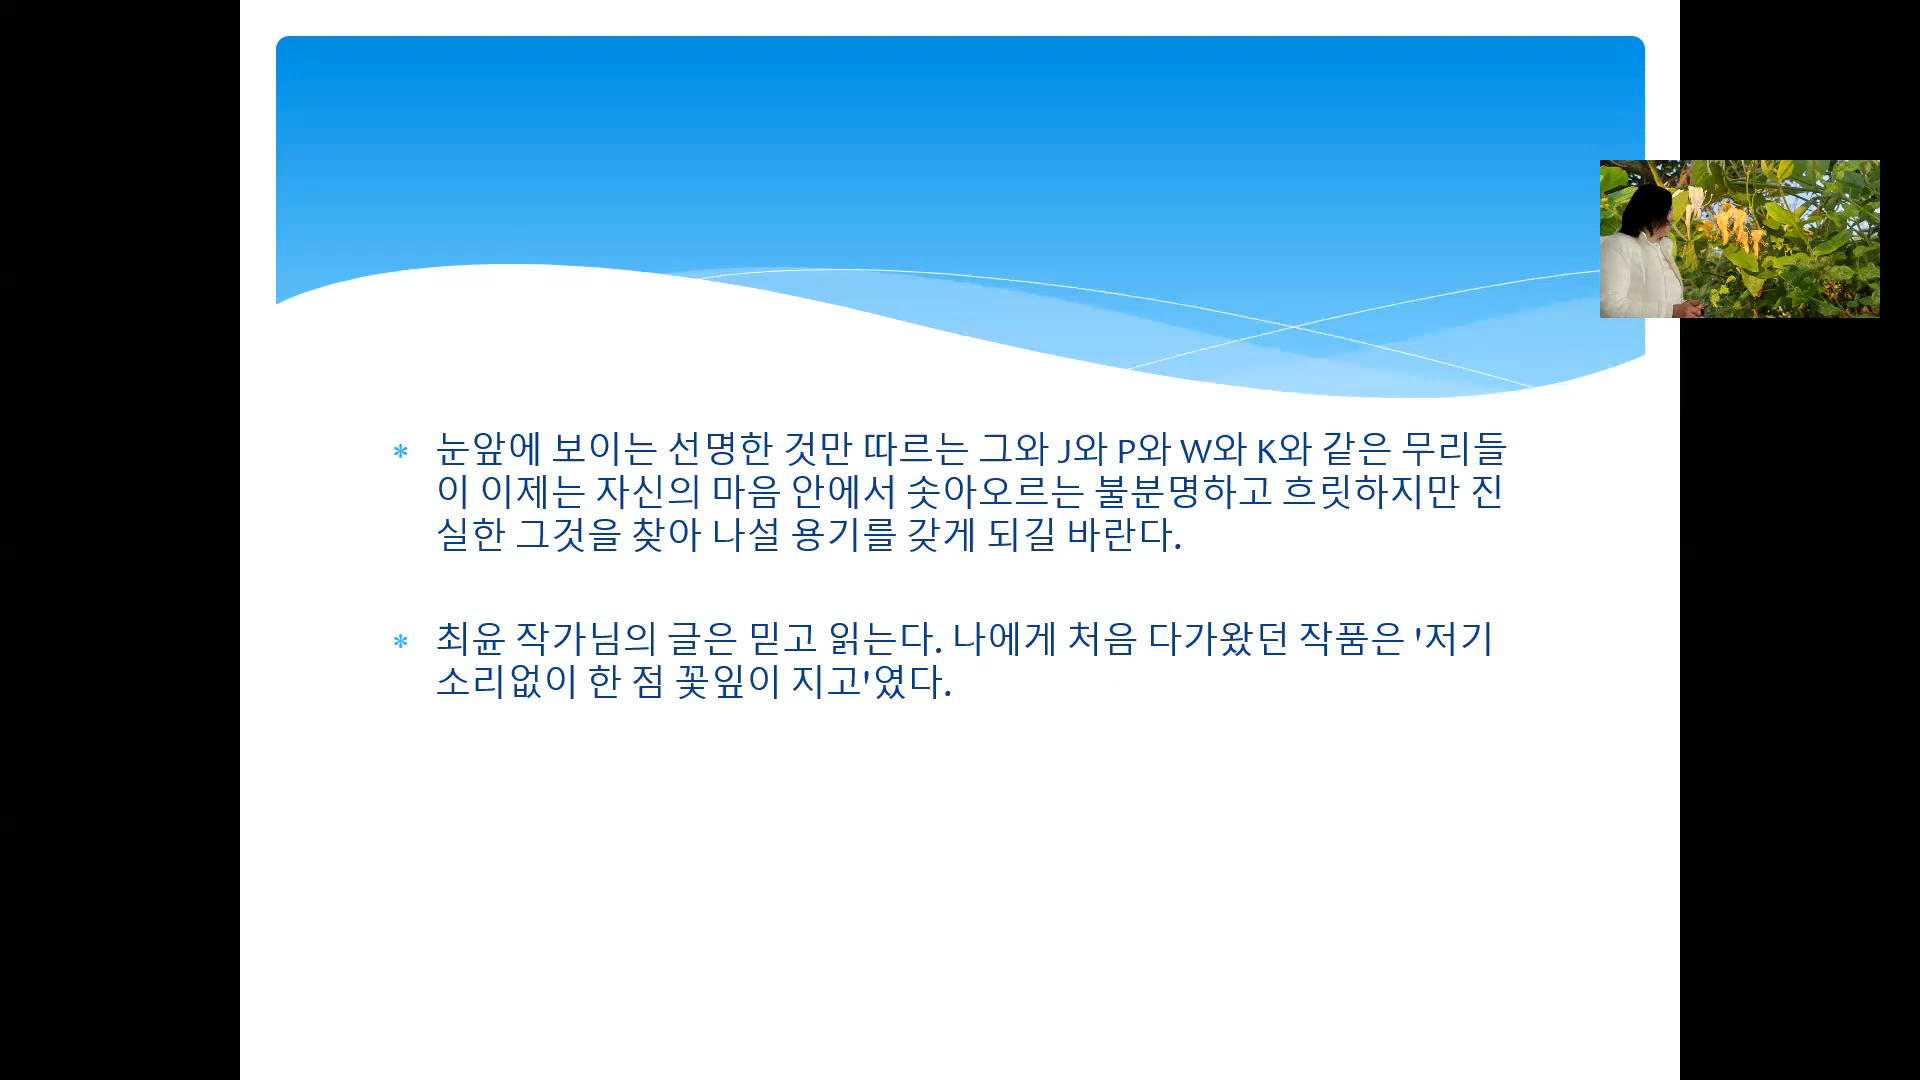 * 눈앞에 보이는 선명한 것만 따르는 그와 J와 P와 W와 K와 같은 무리들
이 이제는 자신의 마음 안에서 솟아오르는 불분명하고 흐릿하지만 진
실한 그것을 찾아 나설 용기를 갖게 되길 바란다.
* 최윤 작가님의 글은 믿고 읽는다. 나에게 처음 다가왔던 작품은 '저기
소리없이 한 점 꽃잎이 지고'였다.